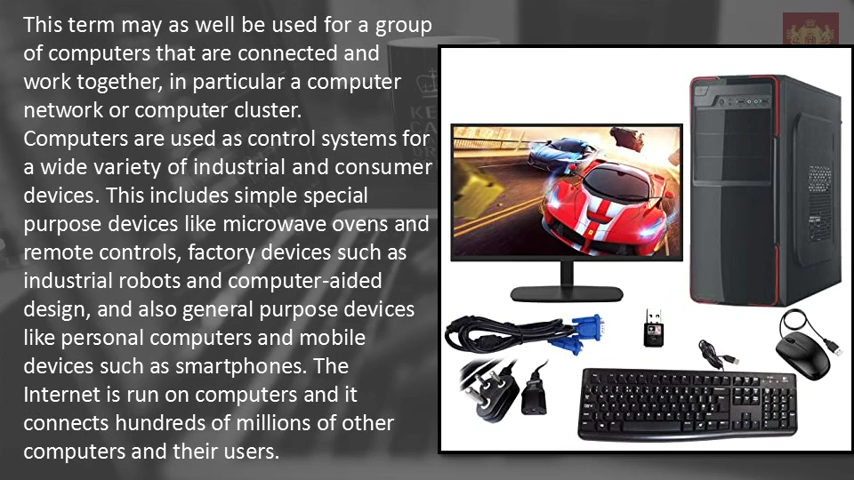 This term may as well be used for a group
of computers that are connected and
work together, in particular a computer
network or computer cluster.
Computers are used as control systems for
a wide variety of industrial and consumer
devices. This includes simple special
purpose devices like microwave ovens and
remote controls, factory devices such as
industrial robots and computer-aided
design, and also general purpose devices
like personal computers and mobile
devices such as smartphones. The
Internet is run on computers and it
connects hundreds of millions of other
computers and their users.